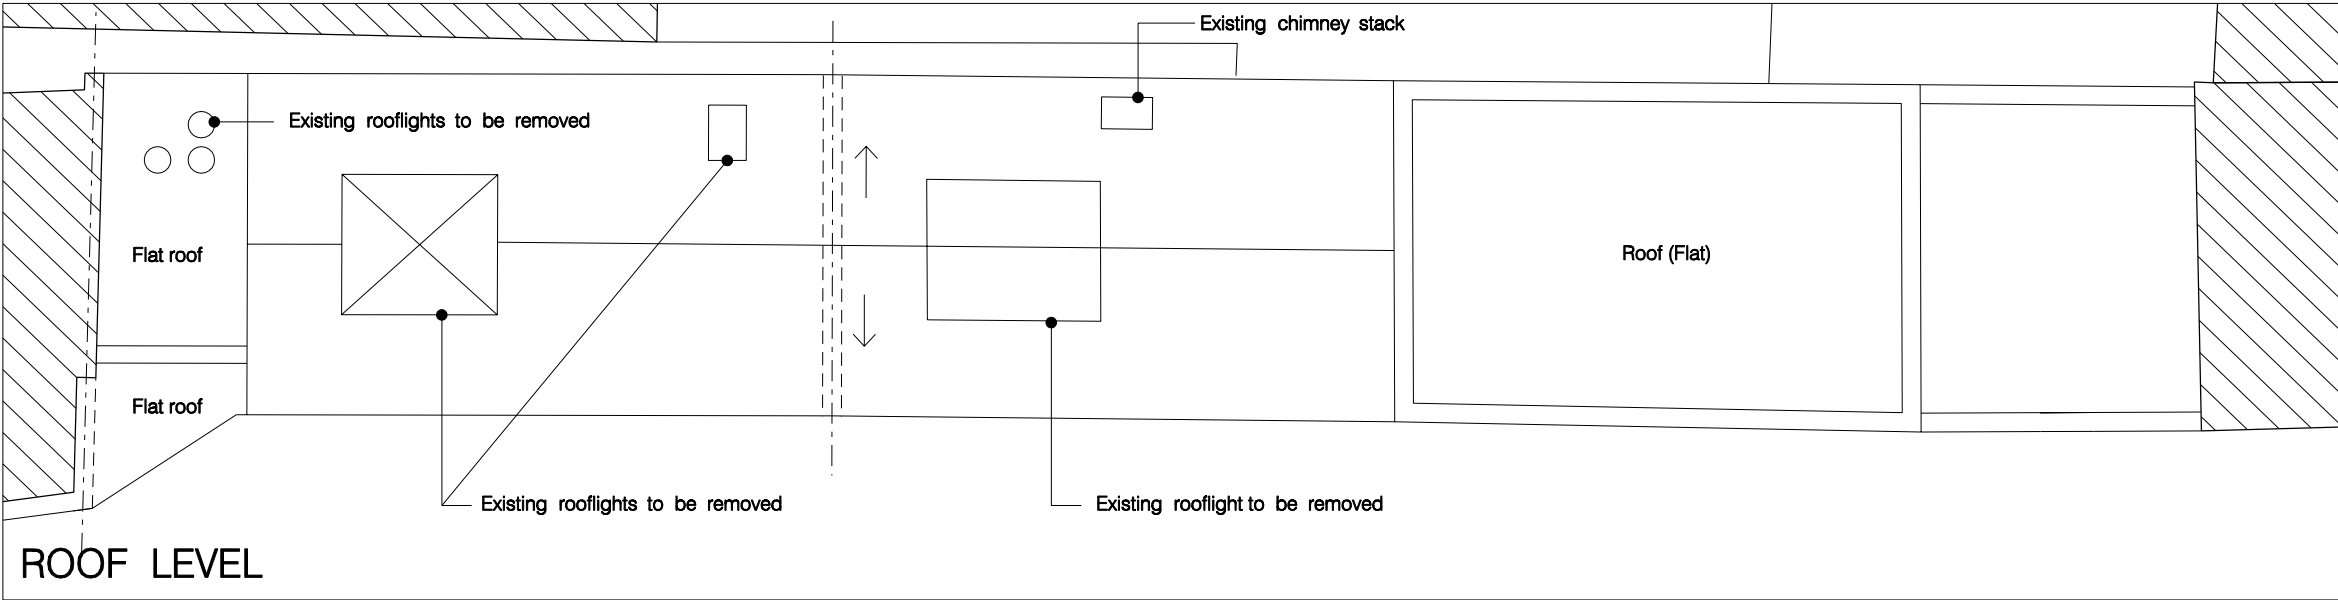 Existing chimney stack
Existing rooflights to be removed
Flat roof
Roof (Flat)
Flat roof
Existing rooflights to be removed
Existing rooflight to be removed
ROOF LEVEL